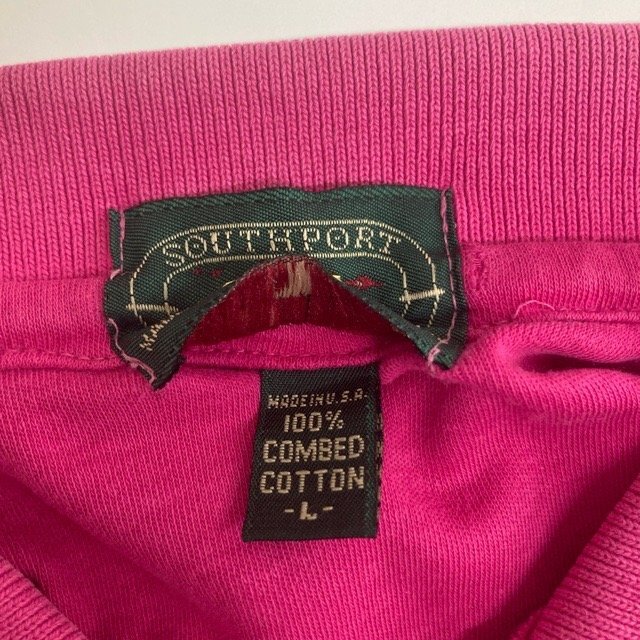 SOUTHPORT
MADE IN U.S.A.
100%
COMBED
COTTON
-L-